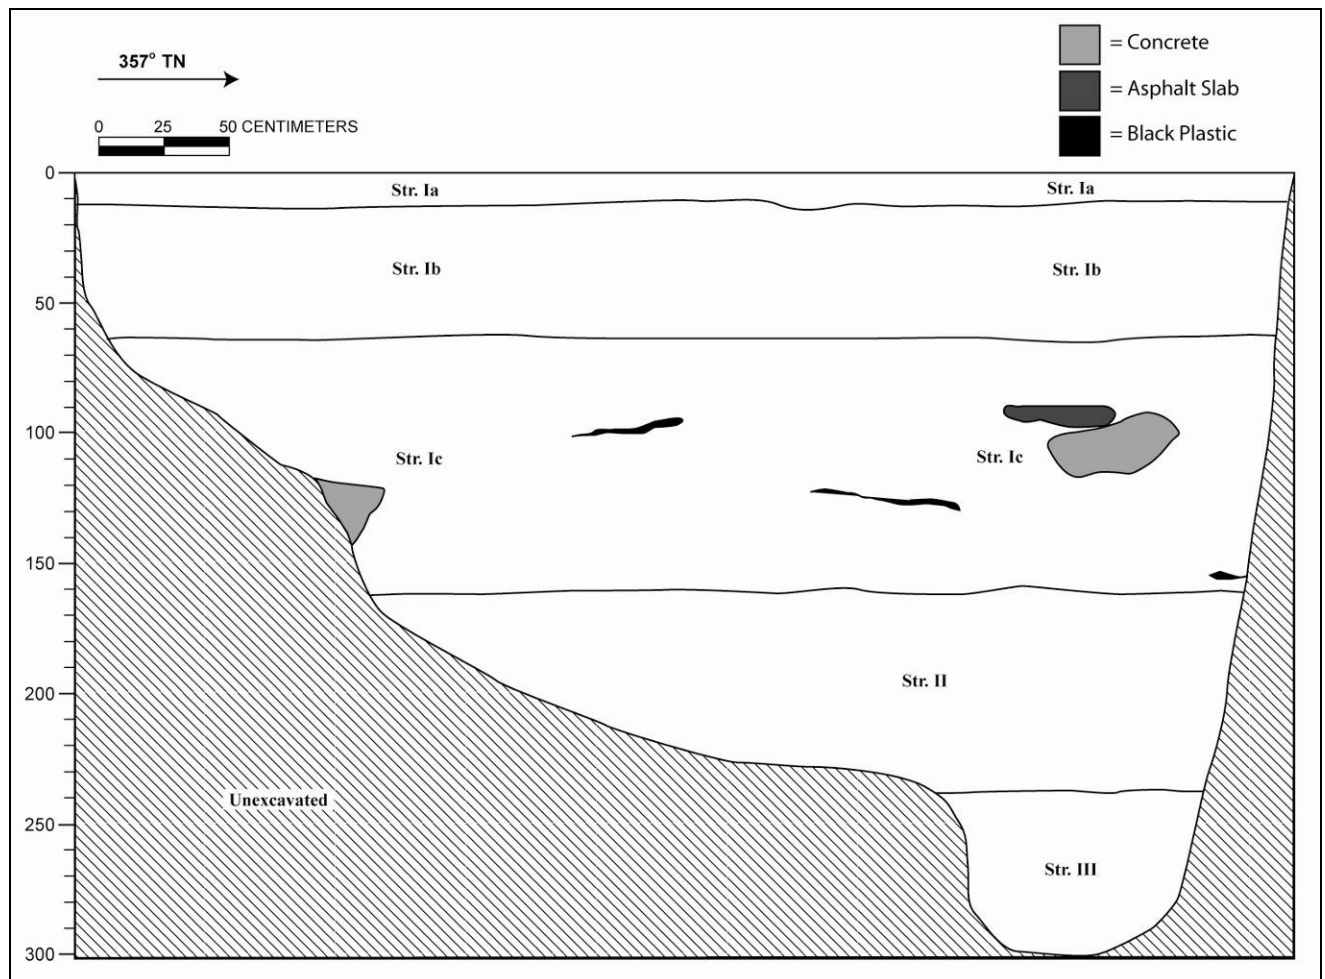 = Concrete
357° TN
= Asphalt Slab
0 25 50 CENTIMETERS
= Black Plastic
0
Str. Ia Str. Ia
Str. Ib Str. Ib
50
100
Str. Ic Str. Ic
150
Str. II
200
Unexcavated
250
Str. III
300